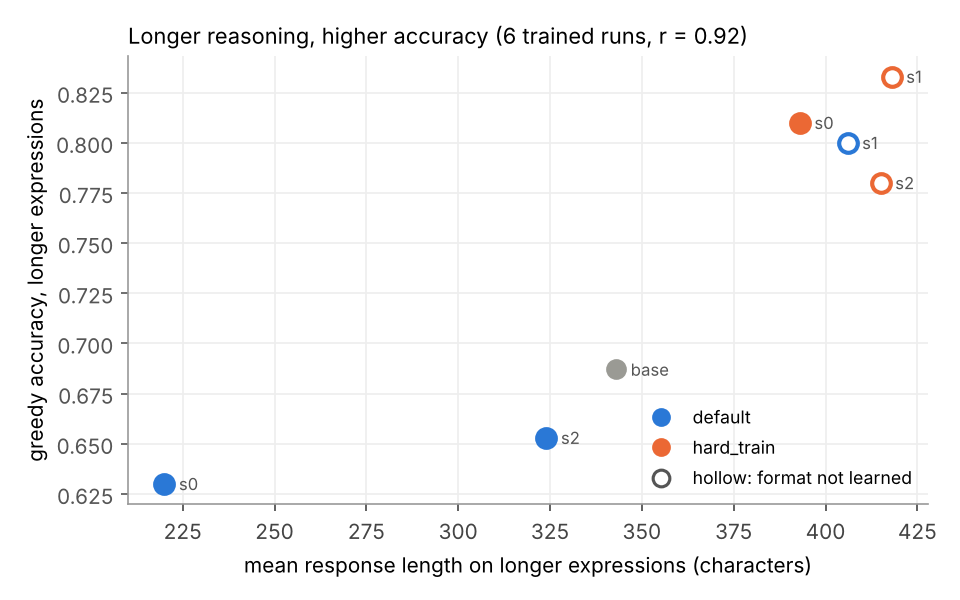 Longer reasoning, higher accuracy (6 trained runs, r = 0.92)
greedy accuracy, longer expressions
0.825
0.800
0.775
0.750
0.725
0.700
0.675
0.650
0.625
s1
s0
s1
s2
base
s2
s0
default
hard_train
hollow: format not learned
225 250 275 300 325 350 375 400 425
mean response length on longer expressions (characters)